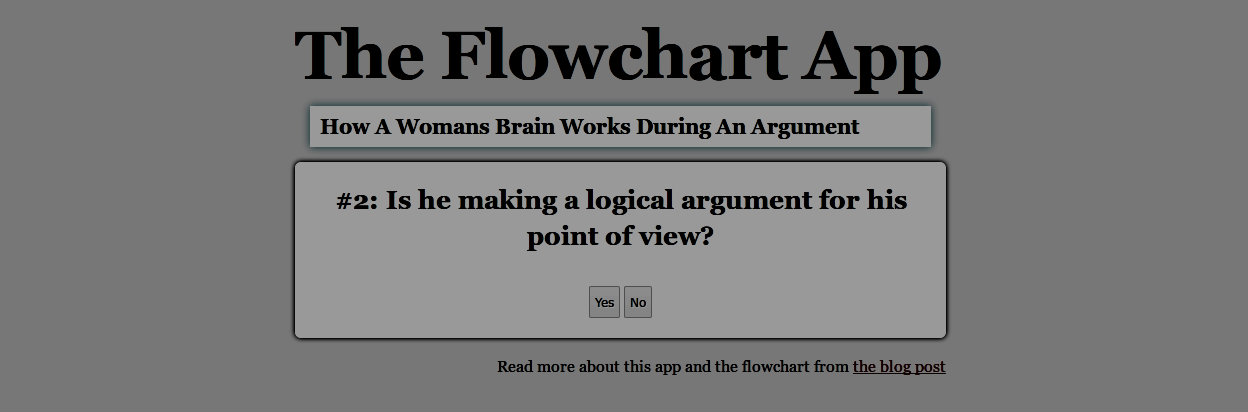 The Flowchart App
How A Womans Brain Works During An Argument
#2: Is he making a logical argument for his
point of view?
Yes No
Read more about this app and the flowchart from the blog post